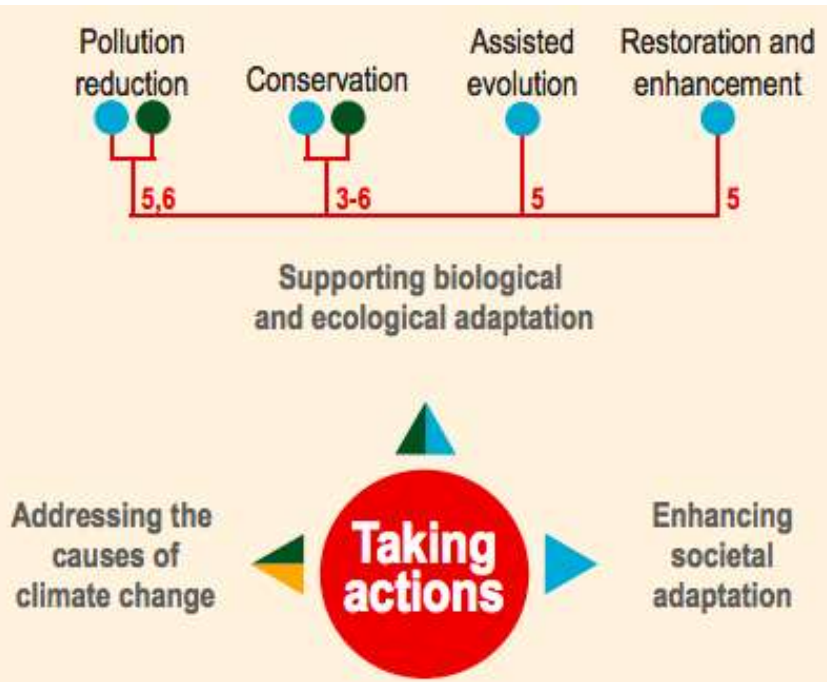 Pollution
reduction
Conservation
Assisted
evolution
Restoration and
enhancement
5,6
3-6
5
5
Supporting biological
and ecological adaptation
Addressing the
causes of
climate change
Taking
actions
Enhancing
societal
adaptation